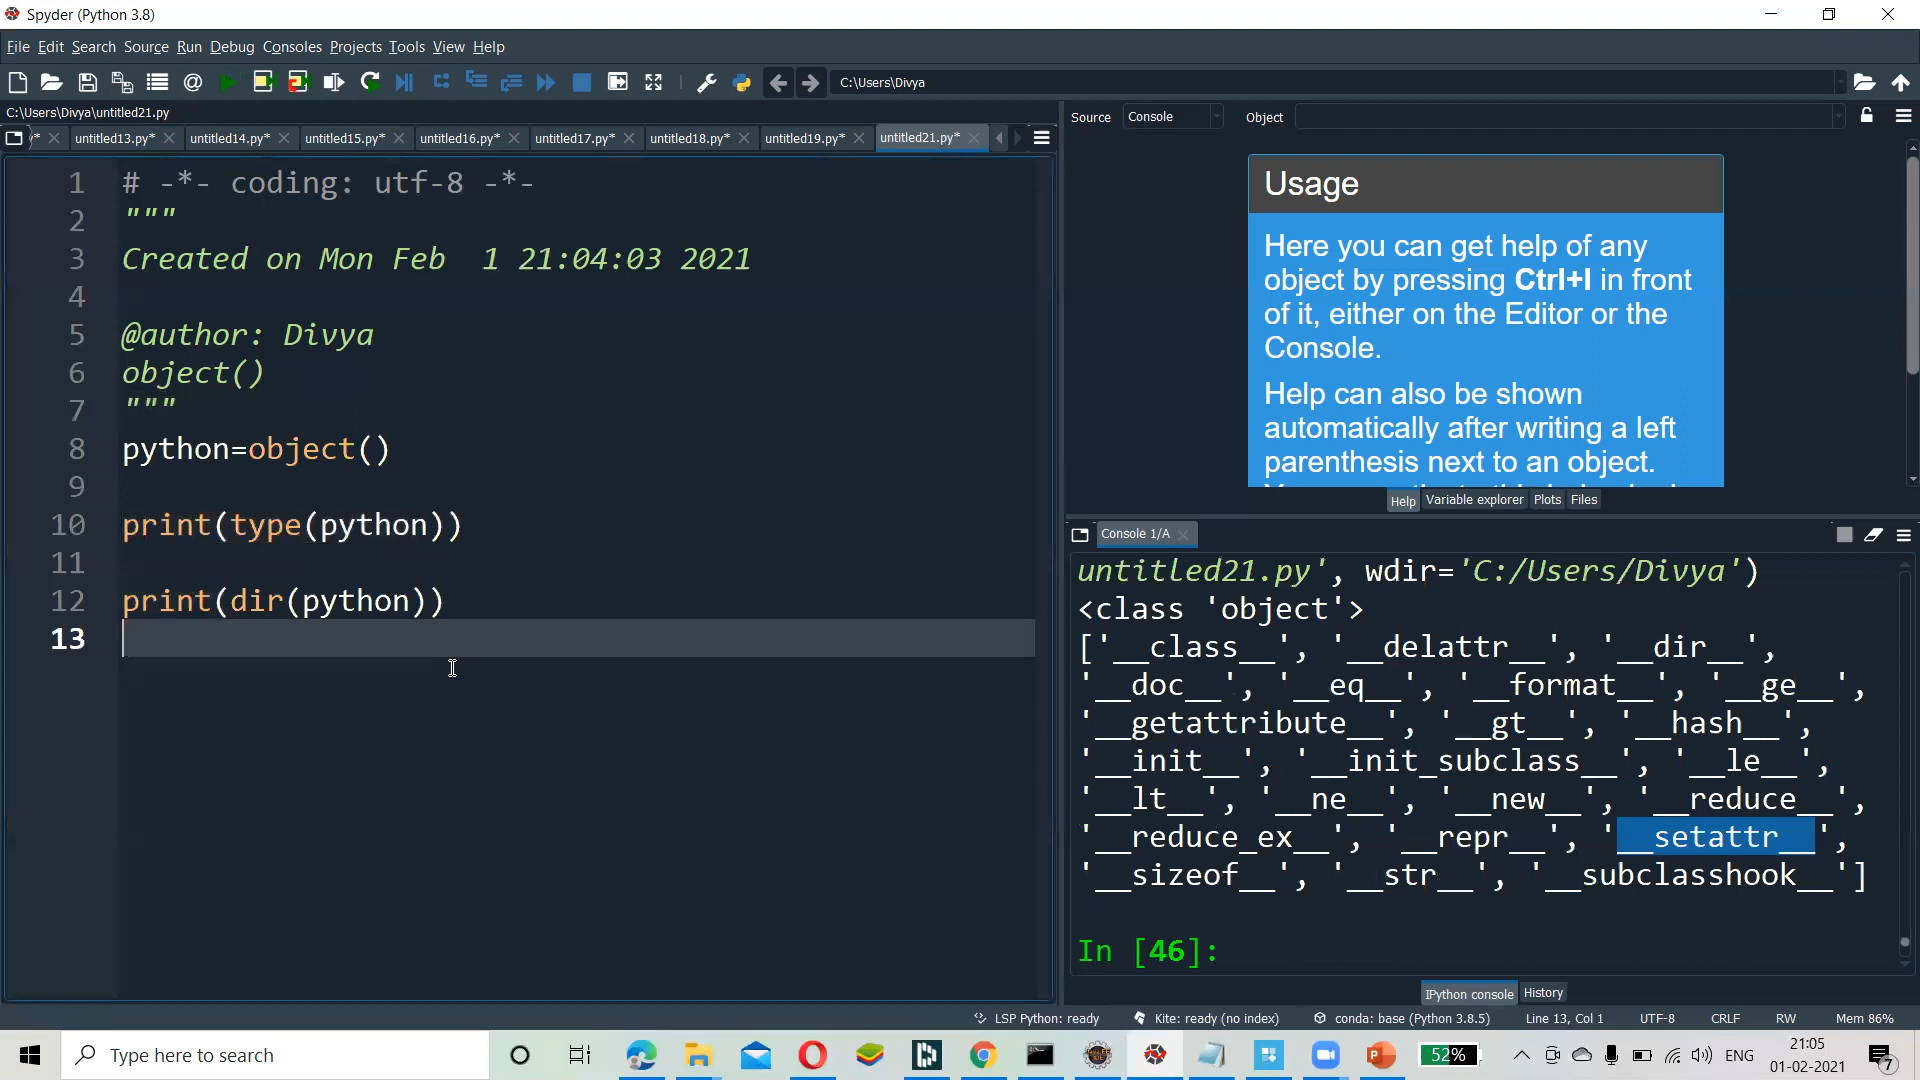 Spyder (Python 3.8)
File Edit Search Source Run Debug Consoles Projects Tools View Help
C:\Users\Divya
C:\Users\Divya\untitled21.py
untitled13.py* untitled14.py* untitled15.py* untitled16.py* untitled17.py* untitled18.py* untitled19.py* untitled21.py*
1 # -*- coding: utf-8 -*-
2 """
3 Created on Mon Feb  1 21:04:03 2021
4
5 @author: Divya
6 object()
7 """
8 python=object()
9
10 print(type(python))
11
12 print(dir(python))
13
Source Console Object
Usage
Here you can get help of any
object by pressing Ctrl+I in front
of it, either on the Editor or the
Console.
Help can also be shown
automatically after writing a left
parenthesis next to an object.
Help Variable explorer Plots Files
Console 1/A
untitled21.py', wdir='C:/Users/Divya')
<class 'object'>
['__class__', '__delattr__', '__dir__',
'__doc__', '__eq__', '__format__', '__ge__',
'__getattribute__', '__gt__', '__hash__',
'__init__', '__init_subclass__', '__le__',
'__lt__', '__ne__', '__new__', '__reduce__',
'__reduce_ex__', '__repr__', '__setattr__',
'__sizeof__', '__str__', '__subclasshook__']
In [46]:
IPython console History
LSP Python: ready Kite: ready (no index) conda: base (Python 3.8.5) Line 13, Col 1 UTF-8 CRLF RW Mem 86%
Type here to search
52%
ENG
21:05
01-02-2021
7